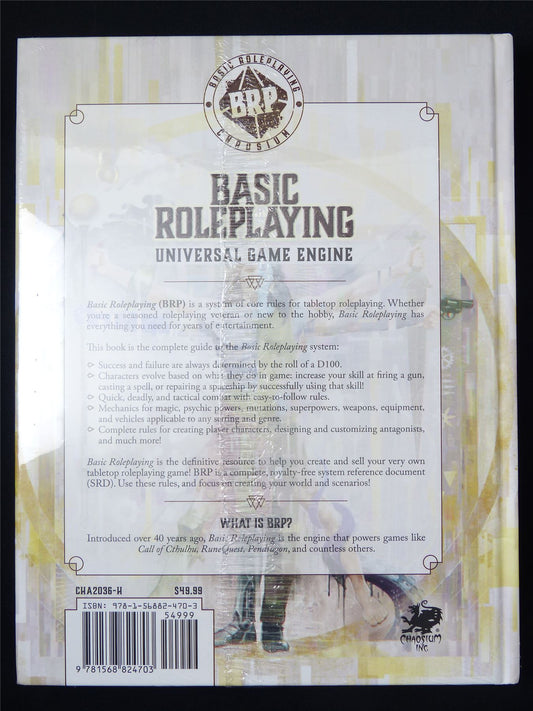 BASIC ROLEPLAYING
BRP
CHAOSIUM
BASIC
ROLEPLAYING
UNIVERSAL GAME ENGINE
Basic Roleplaying (BRP) is a system of core rules for tabletop roleplaying. Whether
you're a seasoned roleplaying veteran or new to the hobby, Basic Roleplaying has
everything you need for years of entertainment.
This book is the complete guide to the Basic Roleplaying system:
Success and failure are always determined by the roll of a D100.
Characters evolve based on what they do in game: increase your skill at firing a gun,
casting a spell, or repairing a spaceship by successfully using that skill!
Quick, deadly, and tactical combat with easy-to-follow rules.
Mechanics for magic, psychic powers, mutations, superpowers, weapons, equipment,
and vehicles applicable to any setting and genre.
Complete rules for creating player characters, designing and customizing antagonists,
and much more!
Basic Roleplaying is the definitive resource to help you create and sell your very own
tabletop roleplaying game! BRP is a complete, royalty-free system reference document
(SRD). Use these rules, and focus on creating your world and scenarios!
WHAT IS BRP?
Introduced over 40 years ago, Basic Roleplaying is the engine that powers games like
Call of Cthulhu, RuneQuest, Pendragon, and countless others.
CHA2036-H $49.99
ISBN: 978-1-56882-470-3
54999
9 781568 824703
CHAOSIUM
INC.